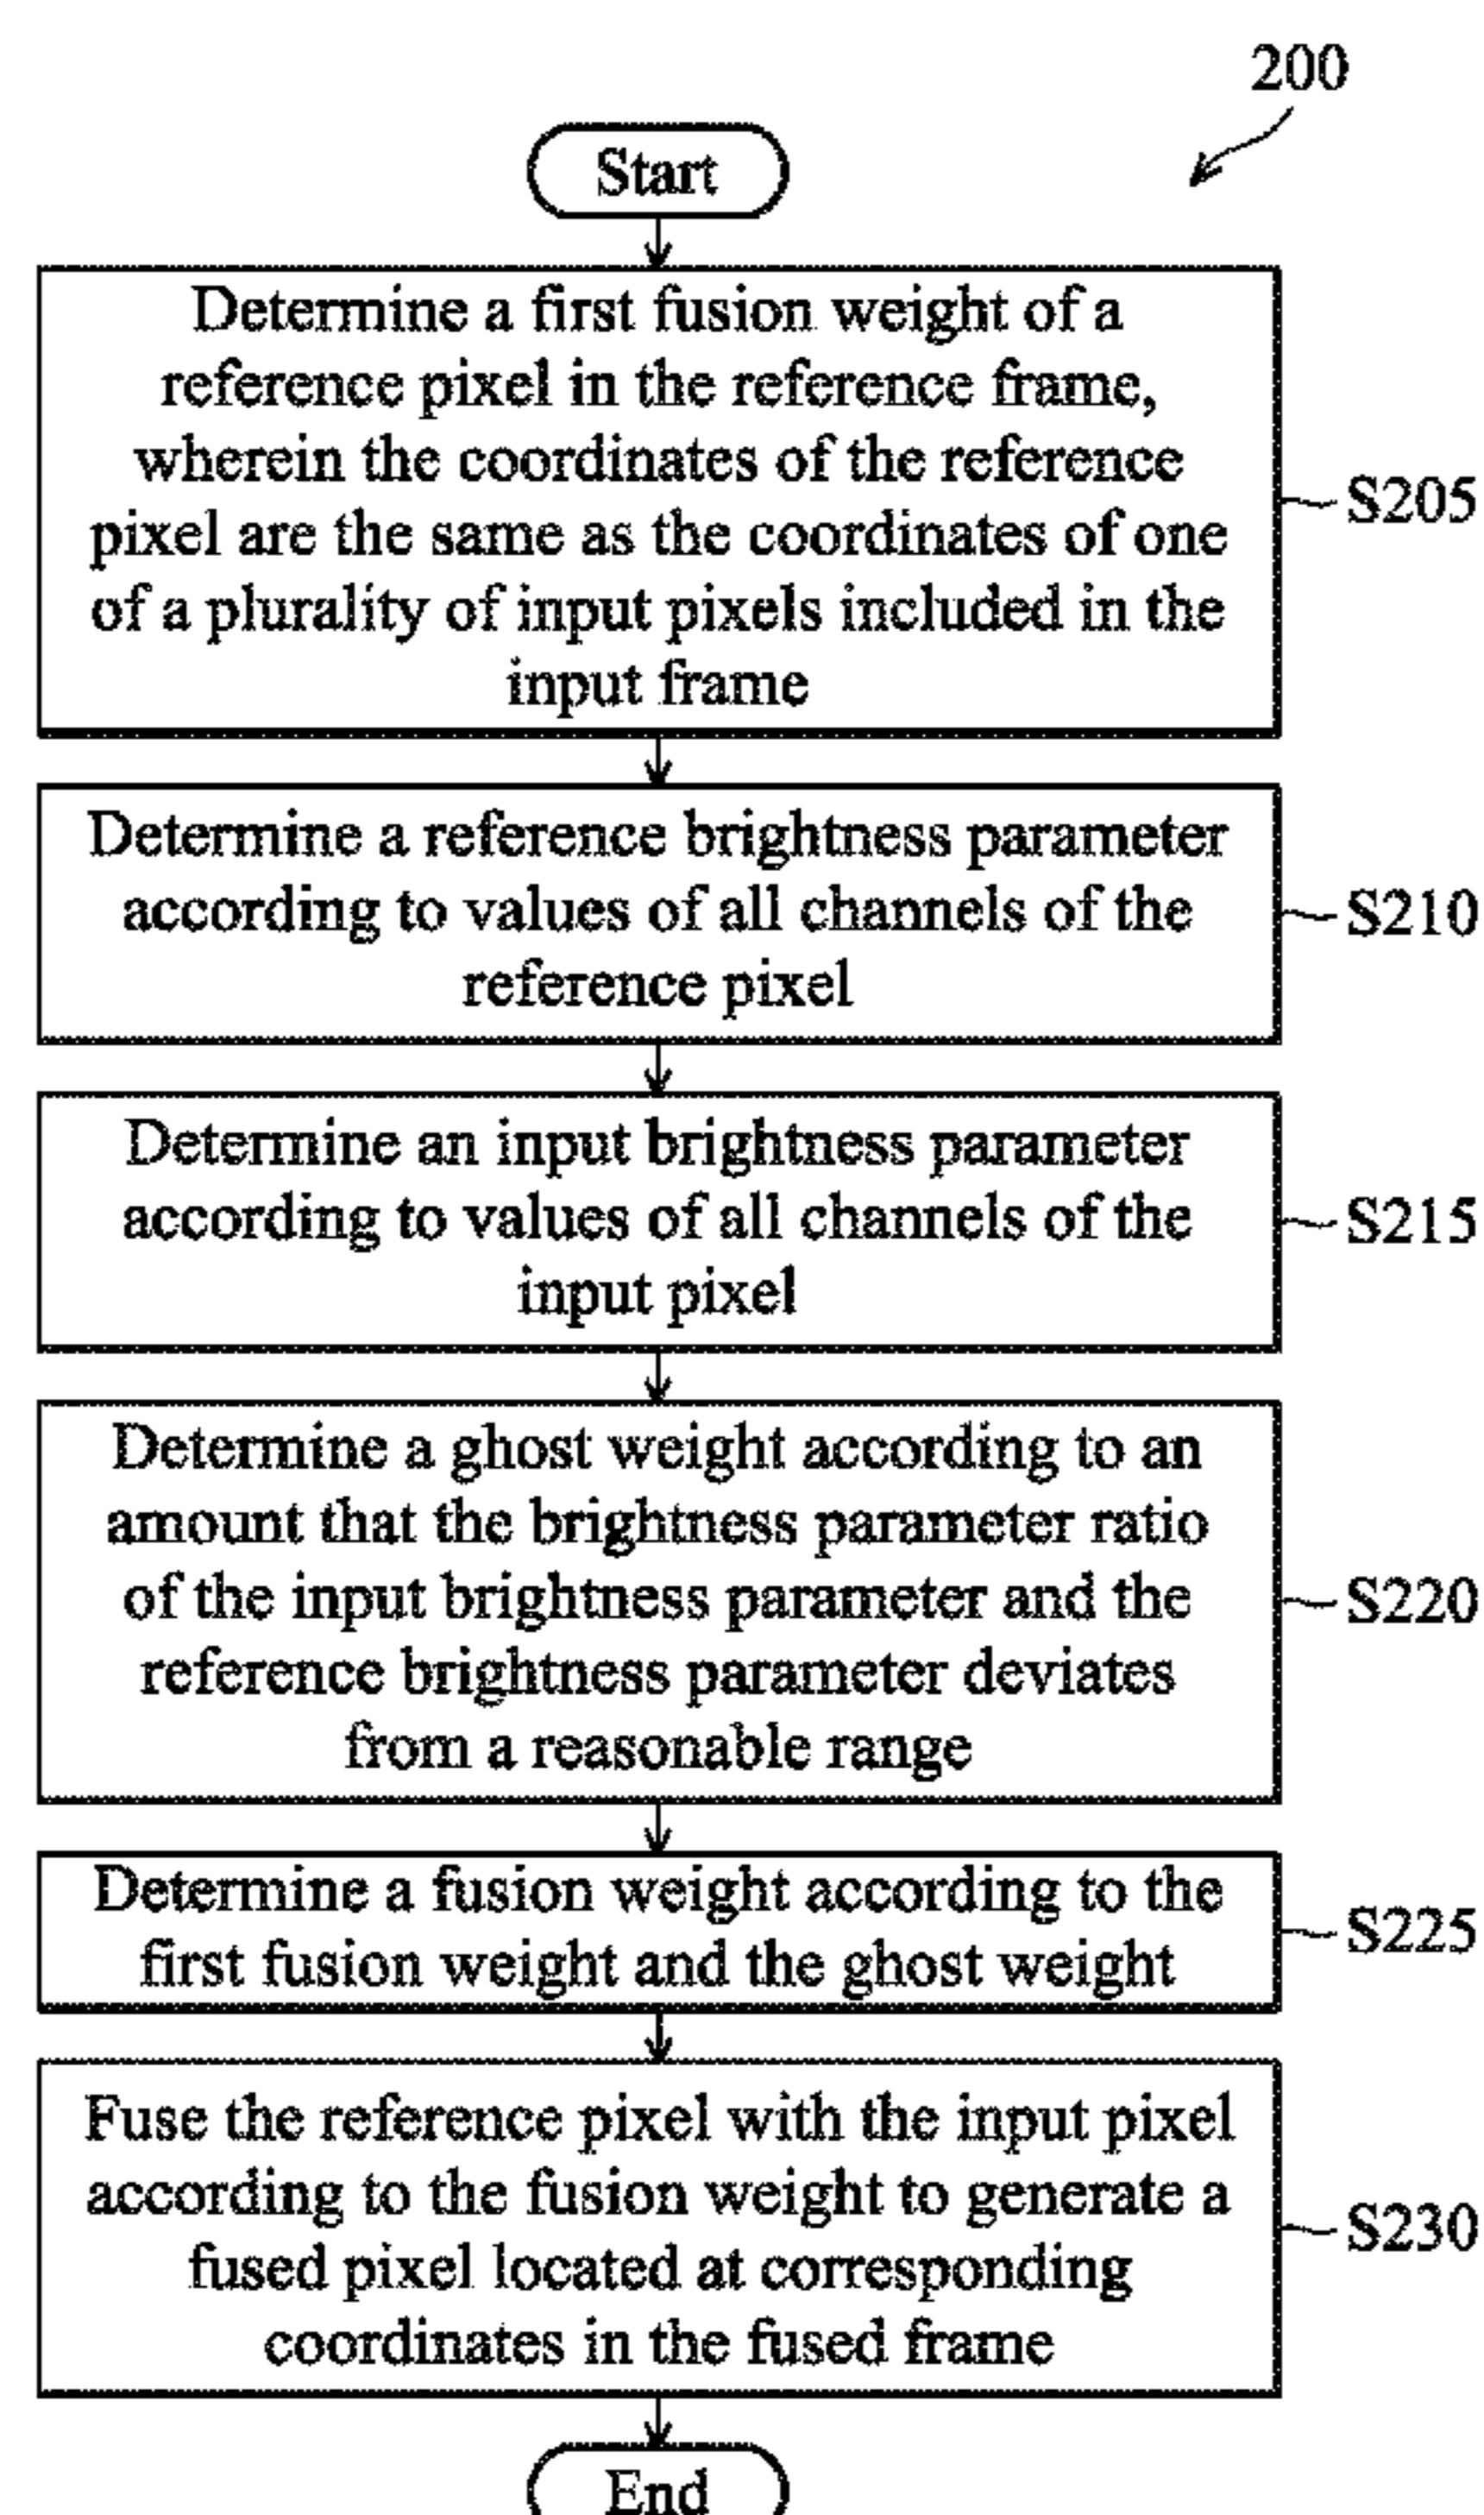 200
Start
Determine a first fusion weight of a
reference pixel in the reference frame,
wherein the coordinates of the reference
pixel are the same as the coordinates of one
of a plurality of input pixels included in the
input frame
S205
Determine a reference brightness parameter
according to values of all channels of the
reference pixel
S210
Determine an input brightness parameter
according to values of all channels of the
input pixel
S215
Determine a ghost weight according to an
amount that the brightness parameter ratio
of the input brightness parameter and the
reference brightness parameter deviates
from a reasonable range
S220
Determine a fusion weight according to the
first fusion weight and the ghost weight
S225
Fuse the reference pixel with the input pixel
according to the fusion weight to generate a
fused pixel located at corresponding
coordinates in the fused frame
S230
End